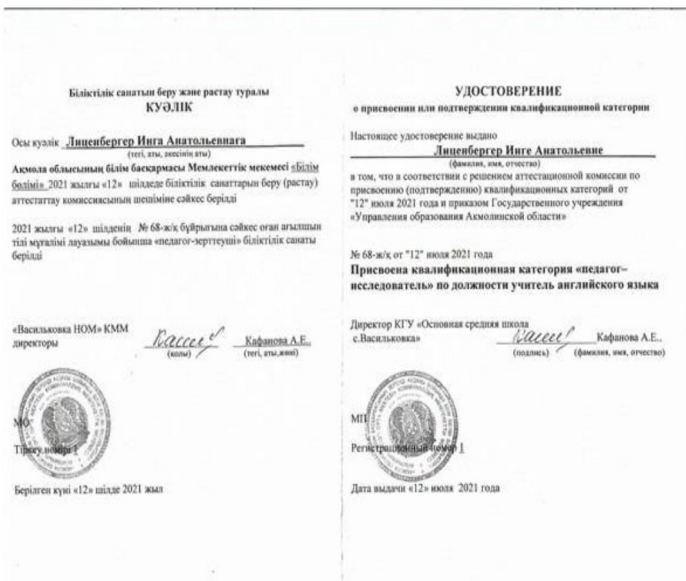 Біліктілік санатын беру және растау туралы
КУӘЛІК
Осы куәлік Лиценбергер Инга Анатольевнаға
(тегі, аты, әкесінің аты)
Ақмола облысының білім басқармасы Мемлекеттік мекемесі «Білім
бөлімі» 2021 жылғы «12» шілдеде біліктілік санаттарын беру (растау)
аттестаттау комиссиясының шешіміне сәйкес берілді
2021 жылғы «12» шілденің № 68-ж/қ бұйрығына сәйкес оған ағылшын
тілі мұғалімі лауазымы бойынша «педагог-зерттеуші» біліктілік санаты
берілді
«Васильковка НОМ» КММ
директоры Кафанова А.Е..
(қолы) (тегі, аты,жөні)
МО
Тіркеу нөмірі 1
Берілген күні «12» шілде 2021 жыл
УДОСТОВЕРЕНИЕ
о присвоении или подтверждении квалификационной категории
Настоящее удостоверение выдано
Лиценбергер Инге Анатольевне
(фамилия, имя, отчество)
в том, что в соответствии с решением аттестационной комиссии по
присвоению (подтверждению) квалификационных категорий от
"12" июля 2021 года и приказом Государственного учреждения
«Управления образования Акмолинской области»
№ 68-ж/қ от "12" июля 2021 года
Присвоена квалификационная категория «педагог–
исследователь» по должности учитель английского языка
Директор КГУ «Основная средняя школа
с.Васильковка» Кафанова А.Е..
(подпись) (фамилия, имя, отчество)
МП
Регистрационный номер 1
Дата выдачи «12» июля 2021 года